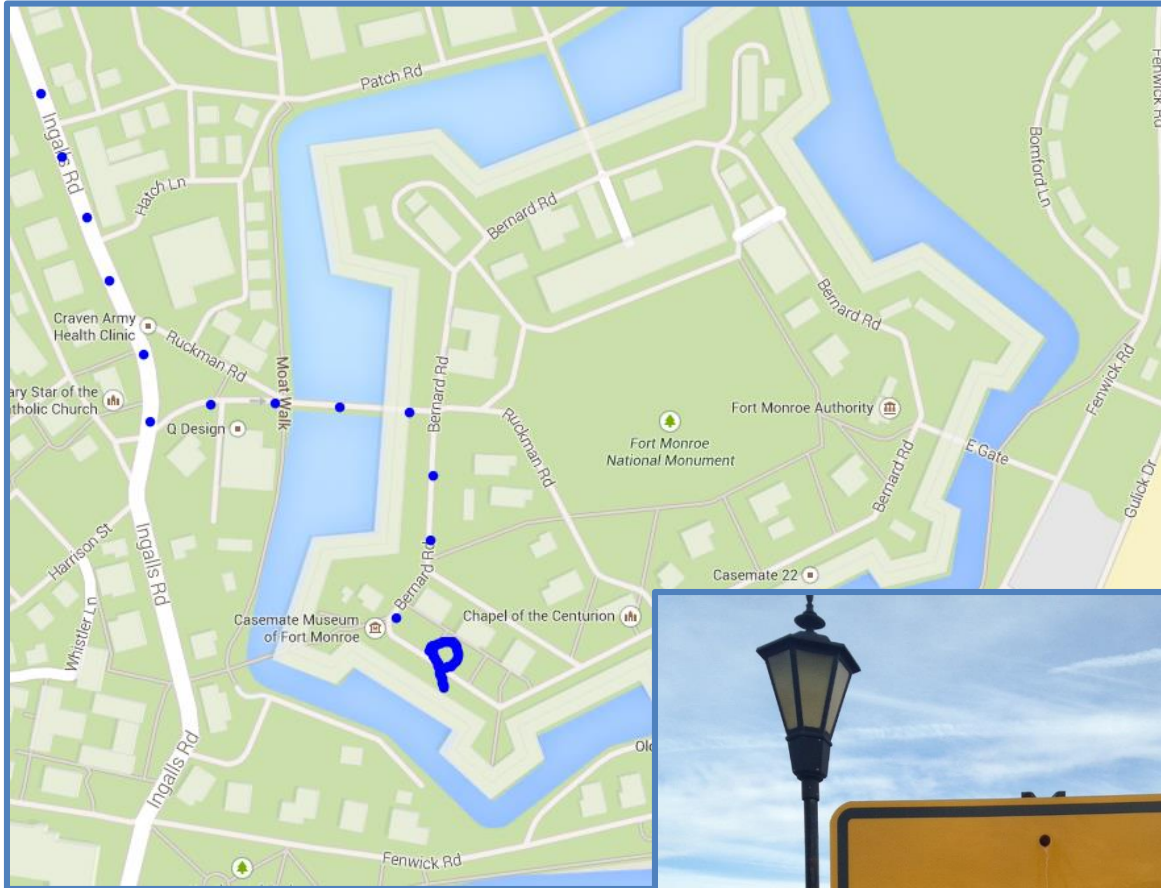 Patch Rd
Ingalls Rd
Hatch Ln
Bernard Rd
Bomford Ln
Fenwick Rd
Craven Army
Health Clinic
Ruckman Rd
Moat Walk
Bernard Rd
Bernard Rd
Fenwick Rd
ary Star of the
atholic Church
Q Design
Ruckman Rd
Fort Monroe
National Monument
Fort Monroe Authority
E Gate
Bernard Rd
Gulick Dr
Harrison St
Ingalls Rd
Whistler Ln
Bernard Rd
Casemate 22
Casemate Museum
of Fort Monroe
Chapel of the Centurion
P
Ingalls Rd
Fenwick Rd